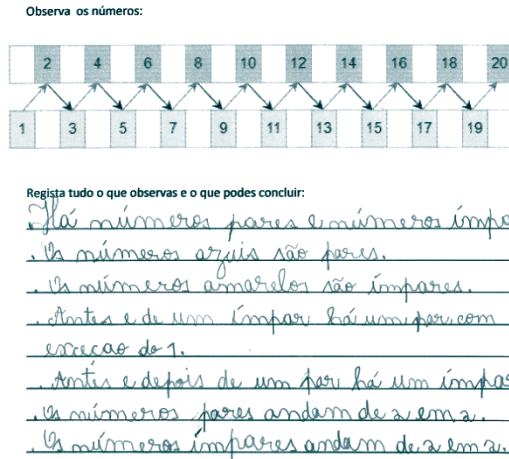 Observa os números:
2 4 6 8 10 12 14 16 18 20
1 3 5 7 9 11 13 15 17 19
Regista tudo o que observas e o que podes concluir:
. Há números pares e números impa
. Os números azuis são pares.
. Os números amarelos são ímpares.
. Antes e de um ímpar há um par, com
excecao do 1.
. Antes e depois de um par há um ímpar
. Os números pares andam de 2 em 2.
. Os números ímpares andam de 2 em 2.